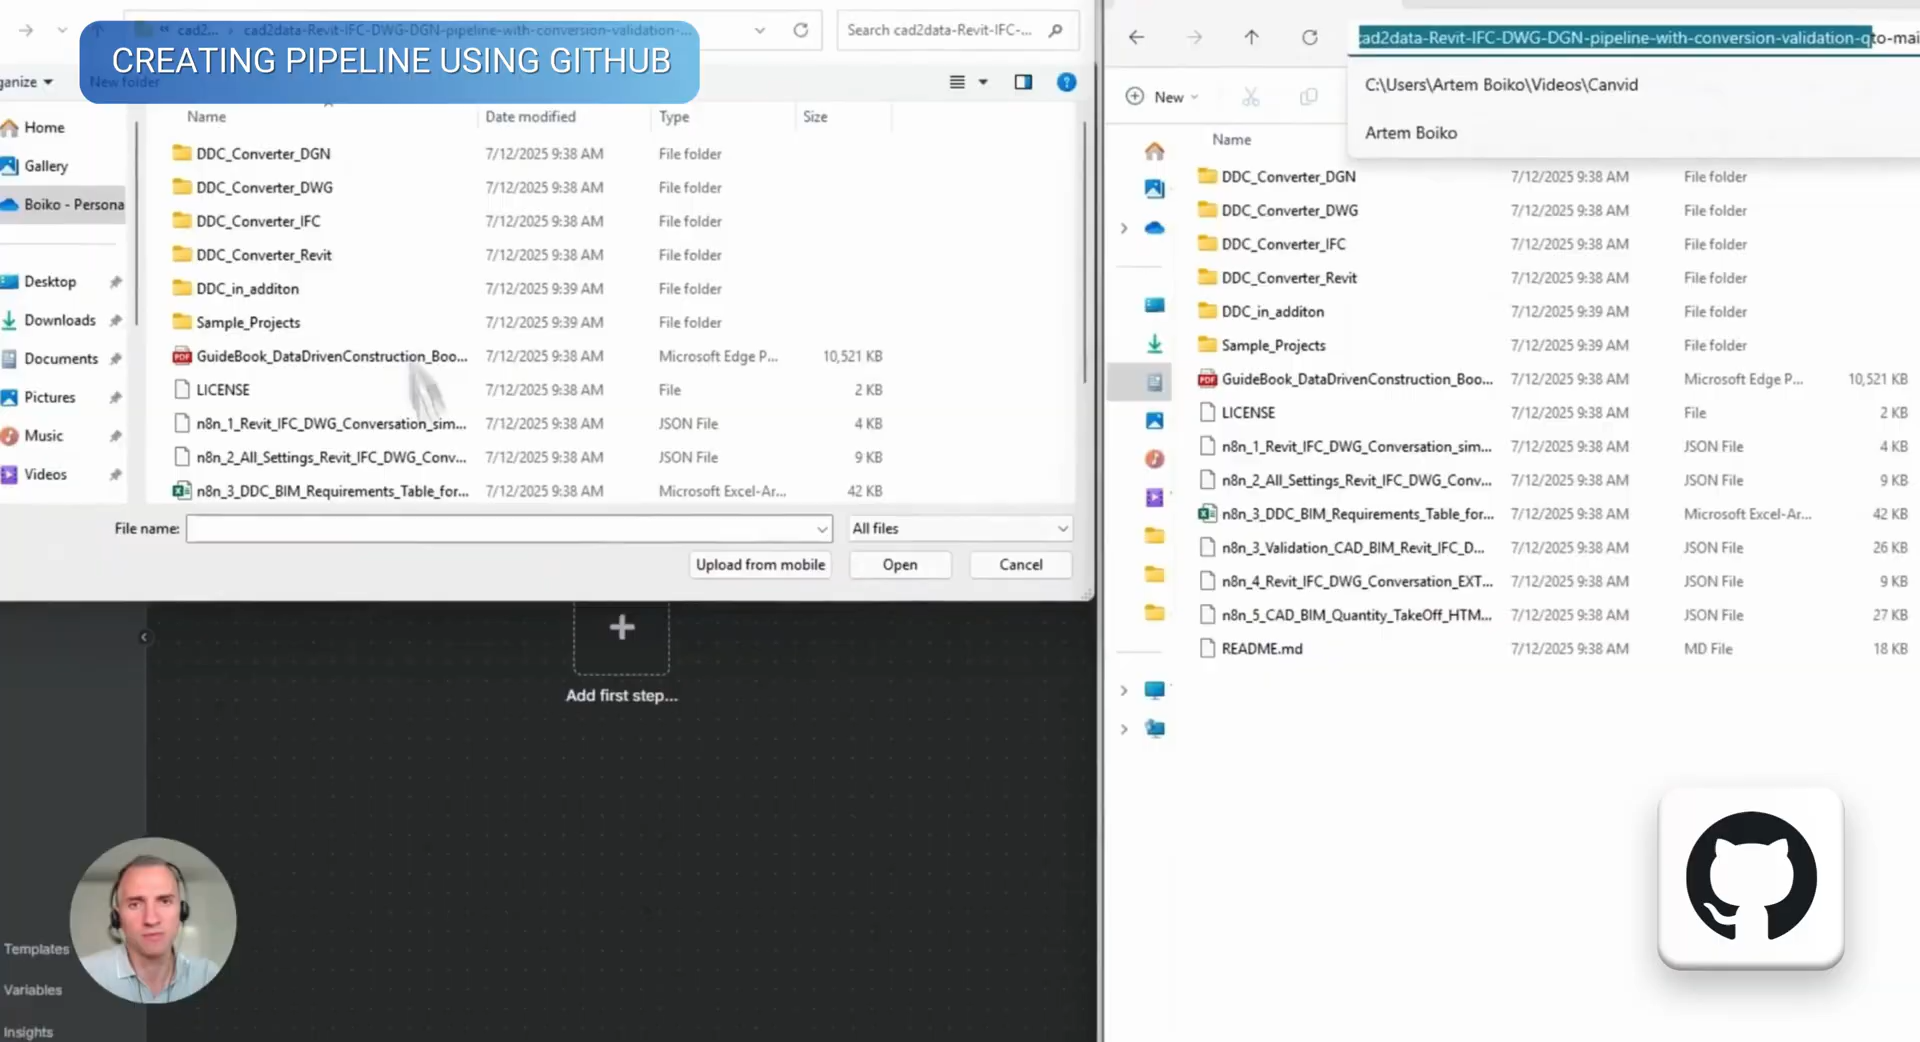 cad2... › cad2data-Revit-IFC-DWG-DGN-pipeline-with-conversion-validation-...
Search cad2data-Revit-IFC-...
CREATING PIPELINE USING GITHUB
ganize
New folder
Name Date modified Type Size
Home
Gallery
Boiko - Persona
Desktop
Downloads
Documents
Pictures
Music
Videos
DDC_Converter_DGN 7/12/2025 9:38 AM File folder
DDC_Converter_DWG 7/12/2025 9:38 AM File folder
DDC_Converter_IFC 7/12/2025 9:38 AM File folder
DDC_Converter_Revit 7/12/2025 9:38 AM File folder
DDC_in_additon 7/12/2025 9:39 AM File folder
Sample_Projects 7/12/2025 9:39 AM File folder
GuideBook_DataDrivenConstruction_Boo... 7/12/2025 9:38 AM Microsoft Edge P... 10,521 KB
LICENSE 7/12/2025 9:38 AM File 2 KB
n8n_1_Revit_IFC_DWG_Conversation_sim... 7/12/2025 9:38 AM JSON File 4 KB
n8n_2_All_Settings_Revit_IFC_DWG_Conv... 7/12/2025 9:38 AM JSON File 9 KB
n8n_3_DDC_BIM_Requirements_Table_for... 7/12/2025 9:38 AM Microsoft Excel-Ar... 42 KB
File name:
All files
Upload from mobile
Open
Cancel
Add first step...
Templates
Variables
Insights
cad2data-Revit-IFC-DWG-DGN-pipeline-with-conversion-validation-qto-mai
C:\Users\Artem Boiko\Videos\Canvid
Artem Boiko
New
Name
DDC_Converter_DGN 7/12/2025 9:38 AM File folder
DDC_Converter_DWG 7/12/2025 9:38 AM File folder
DDC_Converter_IFC 7/12/2025 9:38 AM File folder
DDC_Converter_Revit 7/12/2025 9:38 AM File folder
DDC_in_additon 7/12/2025 9:39 AM File folder
Sample_Projects 7/12/2025 9:39 AM File folder
PDF GuideBook_DataDrivenConstruction_Boo... 7/12/2025 9:38 AM Microsoft Edge P... 10,521 KB
LICENSE 7/12/2025 9:38 AM File 2 KB
n8n_1_Revit_IFC_DWG_Conversation_sim... 7/12/2025 9:38 AM JSON File 4 KB
n8n_2_All_Settings_Revit_IFC_DWG_Conv... 7/12/2025 9:38 AM JSON File 9 KB
n8n_3_DDC_BIM_Requirements_Table_for... 7/12/2025 9:38 AM Microsoft Excel-Ar... 42 KB
n8n_3_Validation_CAD_BIM_Revit_IFC_D... 7/12/2025 9:38 AM JSON File 26 KB
n8n_4_Revit_IFC_DWG_Conversation_EXT... 7/12/2025 9:38 AM JSON File 9 KB
n8n_5_CAD_BIM_Quantity_TakeOff_HTM... 7/12/2025 9:38 AM JSON File 27 KB
README.md 7/12/2025 9:38 AM MD File 18 KB